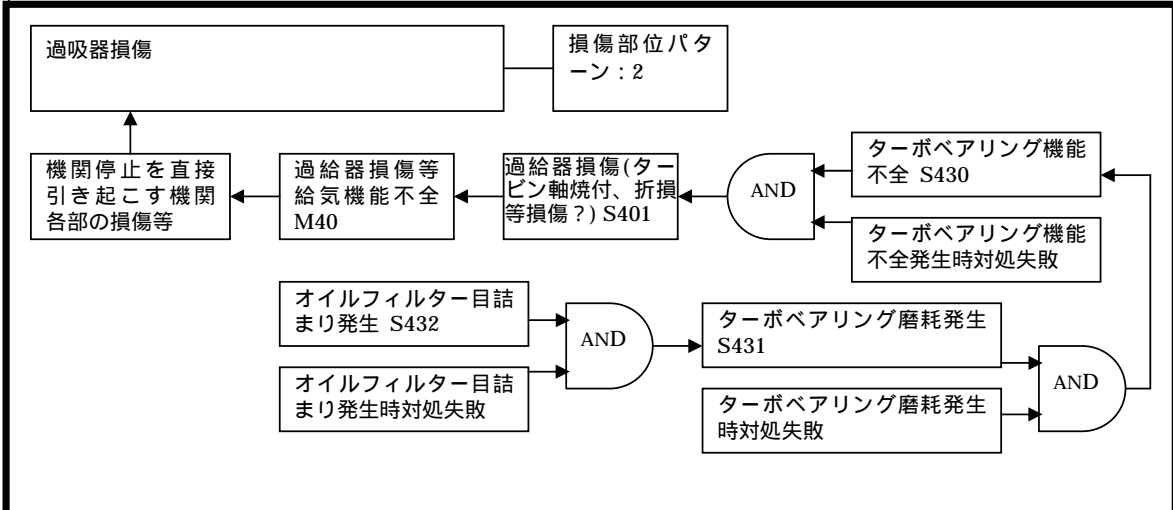 過吸器損傷
損傷部位パタ
ーン：2
機関停止を直接
引き起こす機関
各部の損傷等
過給器損傷等
給気機能不全
M40
過給器損傷(ター
ビン軸焼付、折損
等損傷？) S401
AND
ターボベアリング機能
不全 S430
ターボベアリング機能
不全発生時対処失敗
オイルフィルター目詰
まり発生 S432
オイルフィルター目詰
まり発生時対処失敗
AND
ターボベアリング磨耗発生
S431
ターボベアリング磨耗発生
時対処失敗
AND